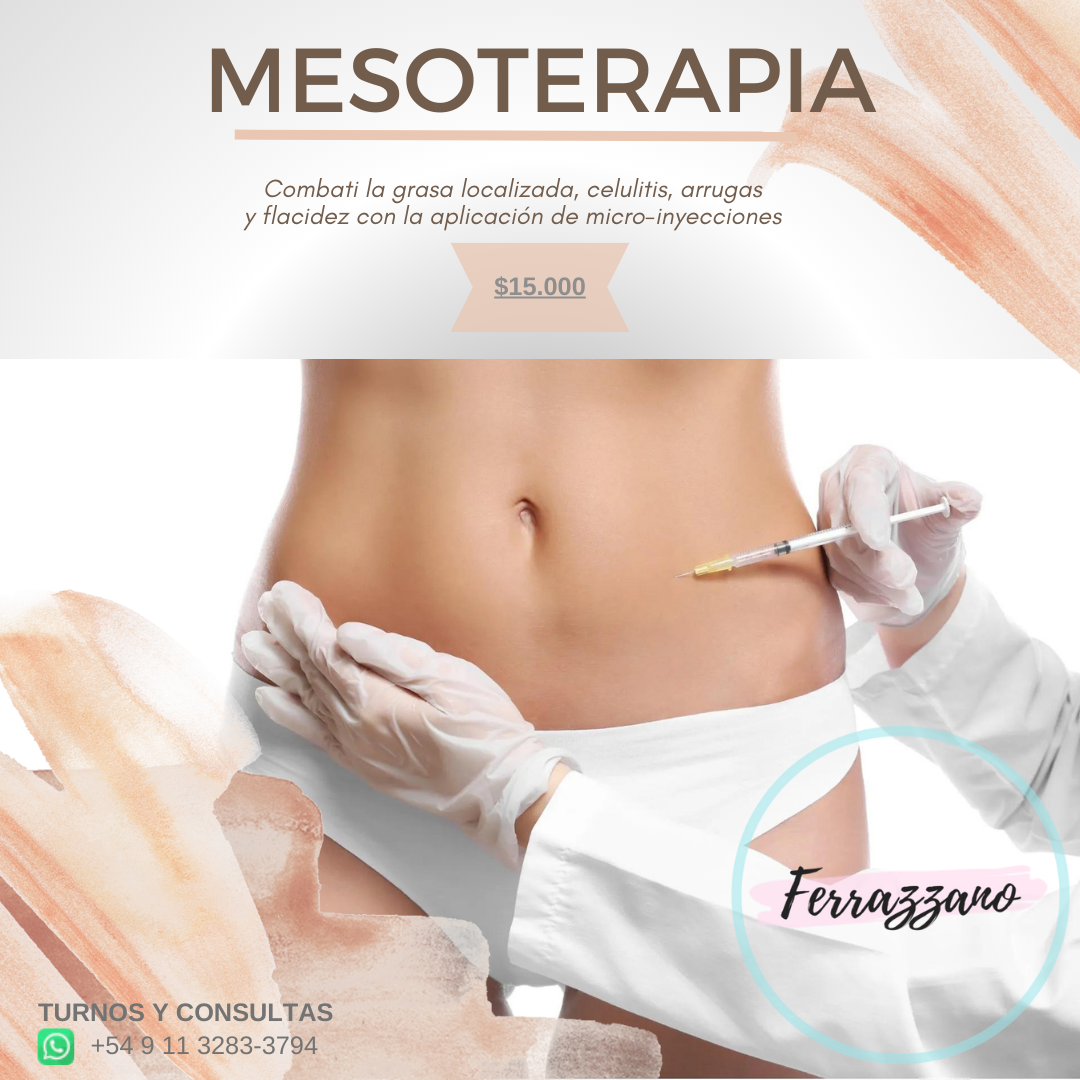 MESOTERAPIA
Combati la grasa localizada, celulitis, arrugas
y flacidez con la aplicación de micro-inyecciones
$15.000
Ferrazzano
TURNOS Y CONSULTAS
+54 9 11 3283-3794